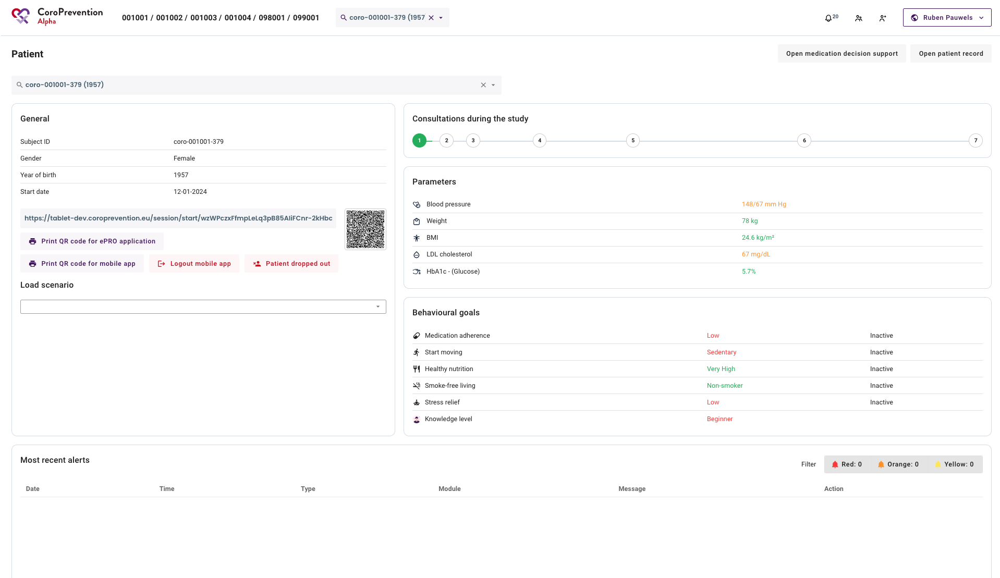 CoroPrevention
Alpha
001001 / 001002 / 001003 / 001004 / 098001 / 099001
coro-001001-379 (1957
20
Ruben Pauwels
Patient
Open medication decision support
Open patient record
coro-001001-379 (1957)
General
Subject ID coro-001001-379
Gender Female
Year of birth 1957
Start date 12-01-2024
https://tablet-dev.coroprevention.eu/session/start/wzWPczxFfmpLeLq3pB85AIiFCnr-2kHbc
Print QR code for ePRO application
Print QR code for mobile app
Logout mobile app
Patient dropped out
Load scenario
Consultations during the study
1 2 3 4 5 6 7
Parameters
Blood pressure 148/67 mm Hg
Weight 78 kg
BMI 24.6 kg/m²
LDL cholesterol 67 mg/dL
HbA1c - (Glucose) 5.7%
Behavioural goals
Medication adherence Low Inactive
Start moving Sedentary Inactive
Healthy nutrition Very High Inactive
Smoke-free living Non-smoker Inactive
Stress relief Low Inactive
Knowledge level Beginner
Most recent alerts
Filter Red: 0 Orange: 0 Yellow: 0
Date Time Type Module Message Action